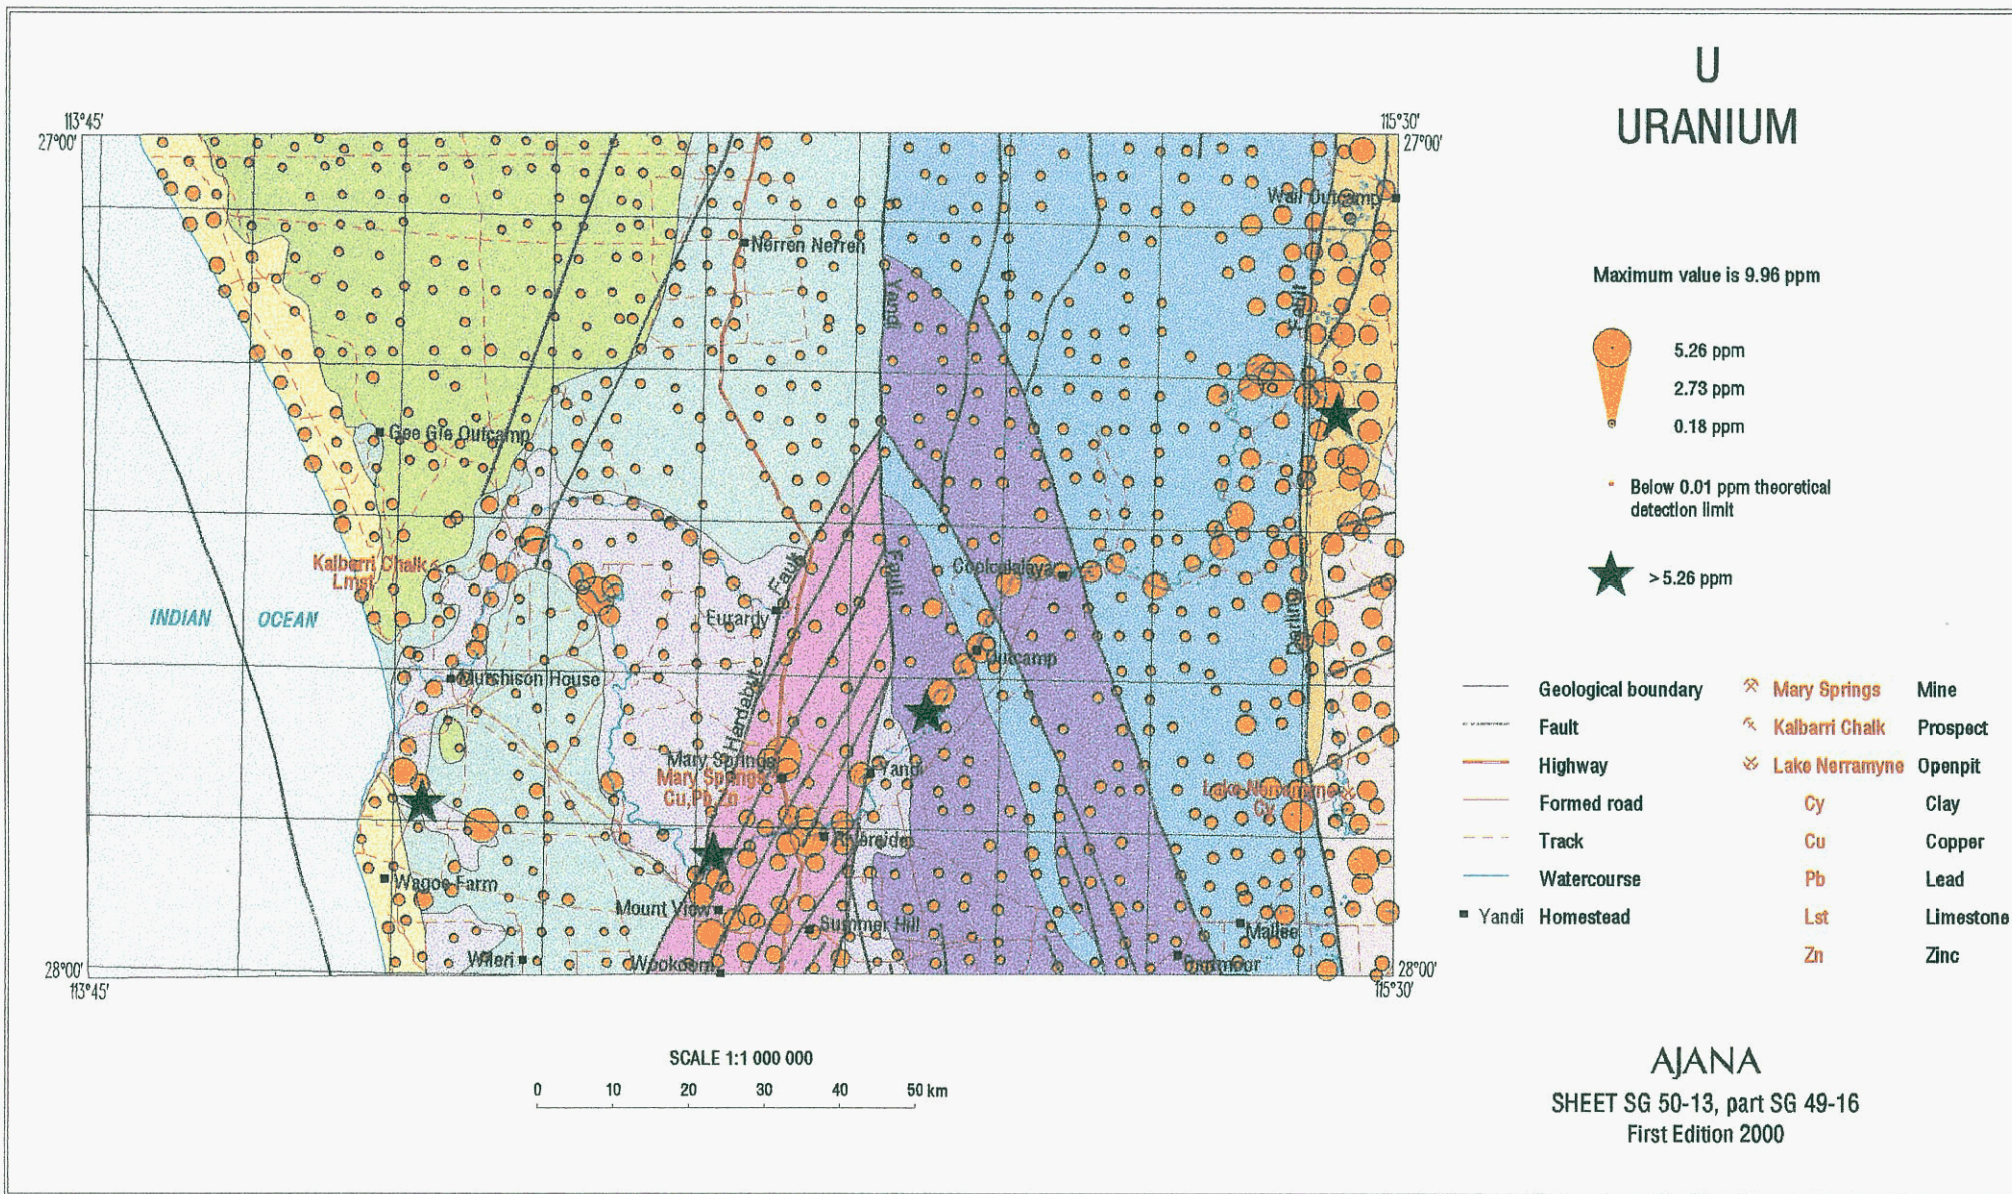 U
URANIUM
113°45'
115°30'
27°00'
27°00'
Wall Outcamp
Nerren Nerren
Maximum value is 9.96 ppm
Yandi
Fault
5.26 ppm
2.73 ppm
0.18 ppm
Gee Gie Outcamp
Below 0.01 ppm theoretical
detection limit
Kalbarri Chalk
Lmst
Fault
Fault
Coolcalalaya
> 5.26 ppm
INDIAN OCEAN
Eurardy
Darling
Outcamp
Murchison House
Hardabut
Geological boundary
Mary Springs Mine
Fault
Kalbarri Chalk Prospect
Mary Springs
Mary Springs
Cu,Pb,Zn
Yandi
Highway
Lake Nerramyne Openpit
Lake Nerramyne
Cy
Formed road
Cy Clay
Riverside
Track
Cu Copper
Wagoe Farm
Watercourse
Pb Lead
Mount View
Summer Hill
Mallee
Yandi Homestead
Lst Limestone
Wileri
Zn Zinc
28°00'
28°00'
113°45'
115°30'
SCALE 1:1 000 000
0 10 20 30 40 50 km
AJANA
SHEET SG 50-13, part SG 49-16
First Edition 2000